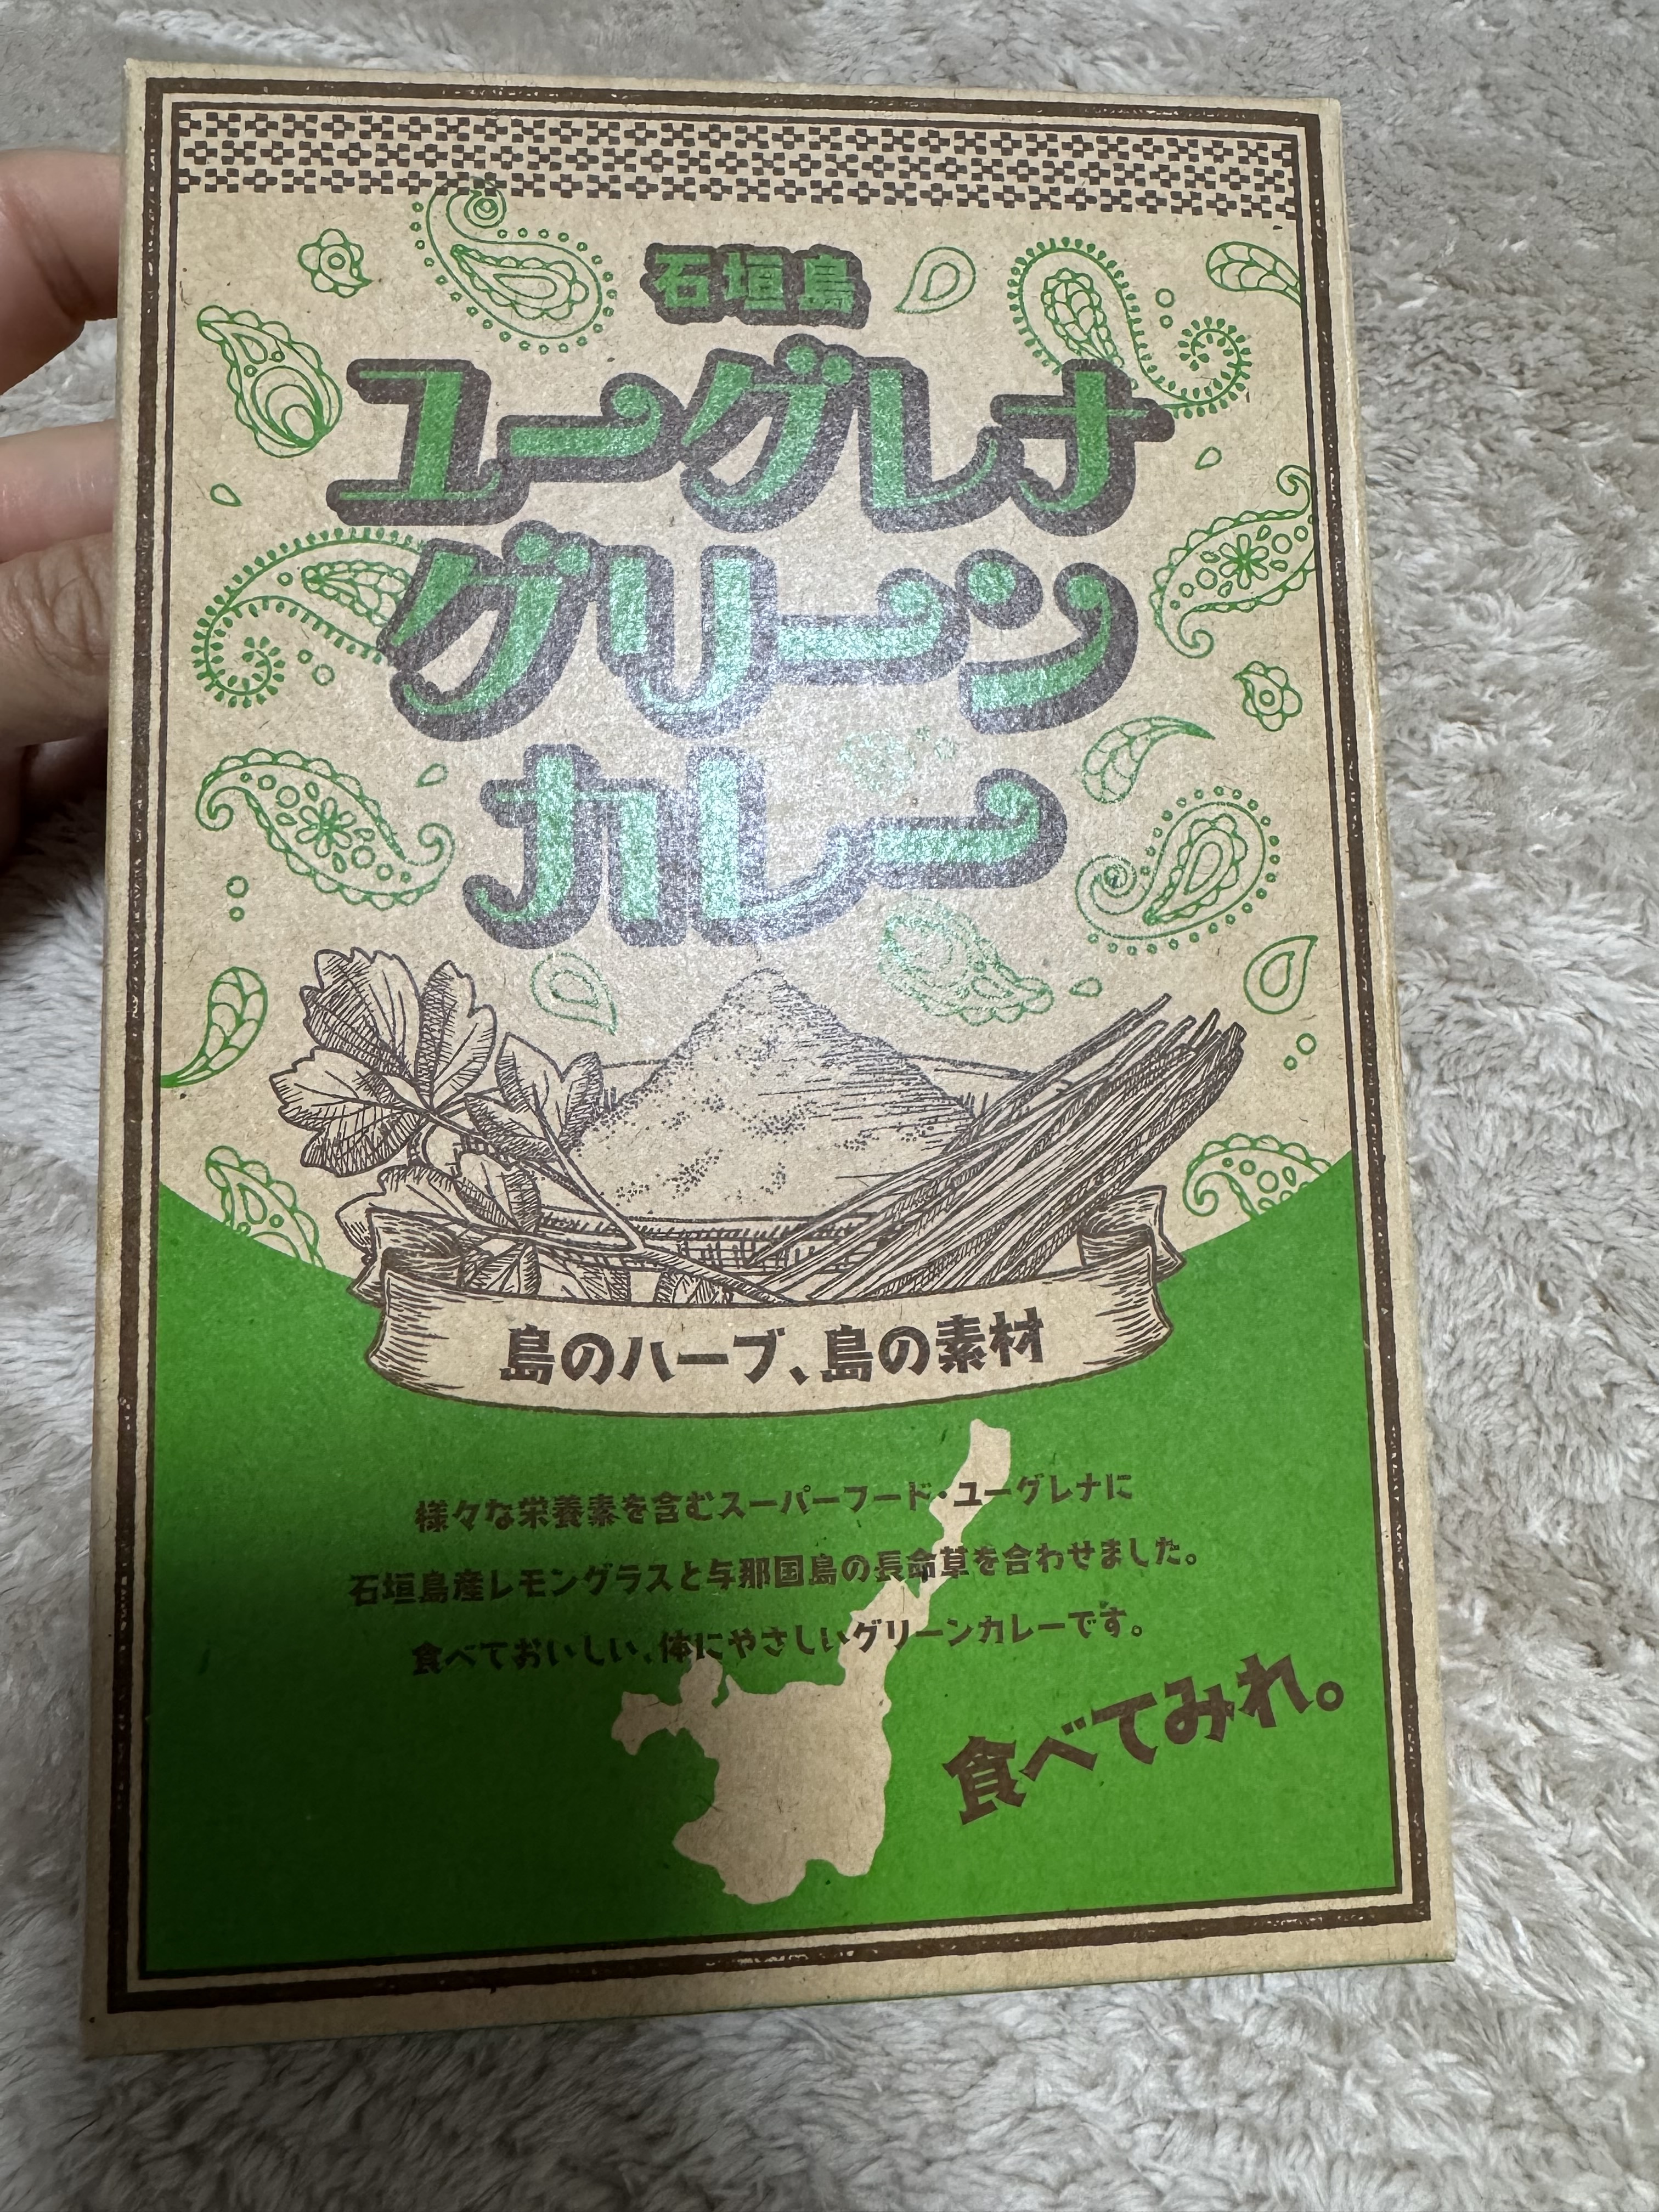 石垣島
ユーグレナ
グリーン
カレー
島のハーブ、島の素材
様々な栄養素を含むスーパーフード・ユーグレナに
石垣島産レモングラスと与那国島の長命草を合わせました。
食べておいしい、体にやさしいグリーンカレーです。
食べてみれ。